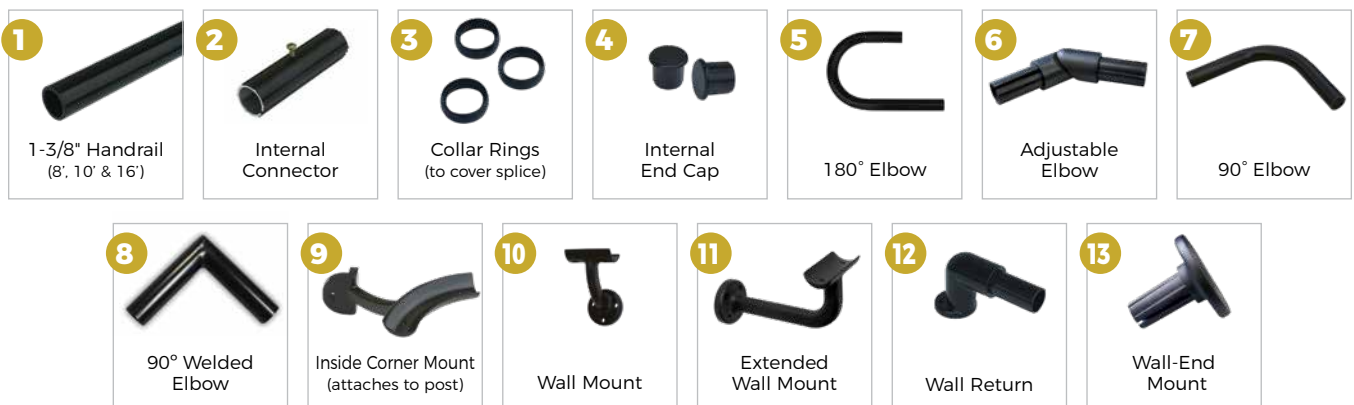 1
1-3/8" Handrail
(8’, 10’ & 16’)
2
Internal
Connector
3
Collar Rings
(to cover splice)
4
Internal
End Cap
5
180° Elbow
6
Adjustable
Elbow
7
90° Elbow
8
90º Welded
Elbow
9
Inside Corner Mount
(attaches to post)
10
Wall Mount
11
Extended
Wall Mount
12
Wall Return
13
Wall-End
Mount